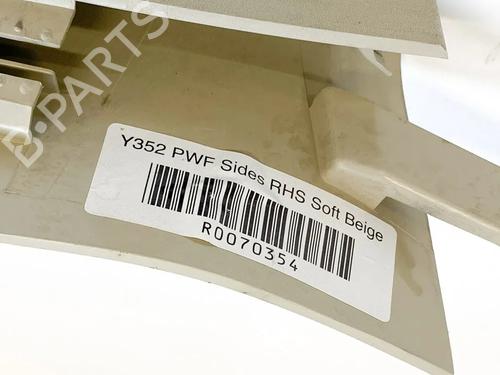 B-PARTS
Y352 PWF Sides RHS Soft Beige
R0070354